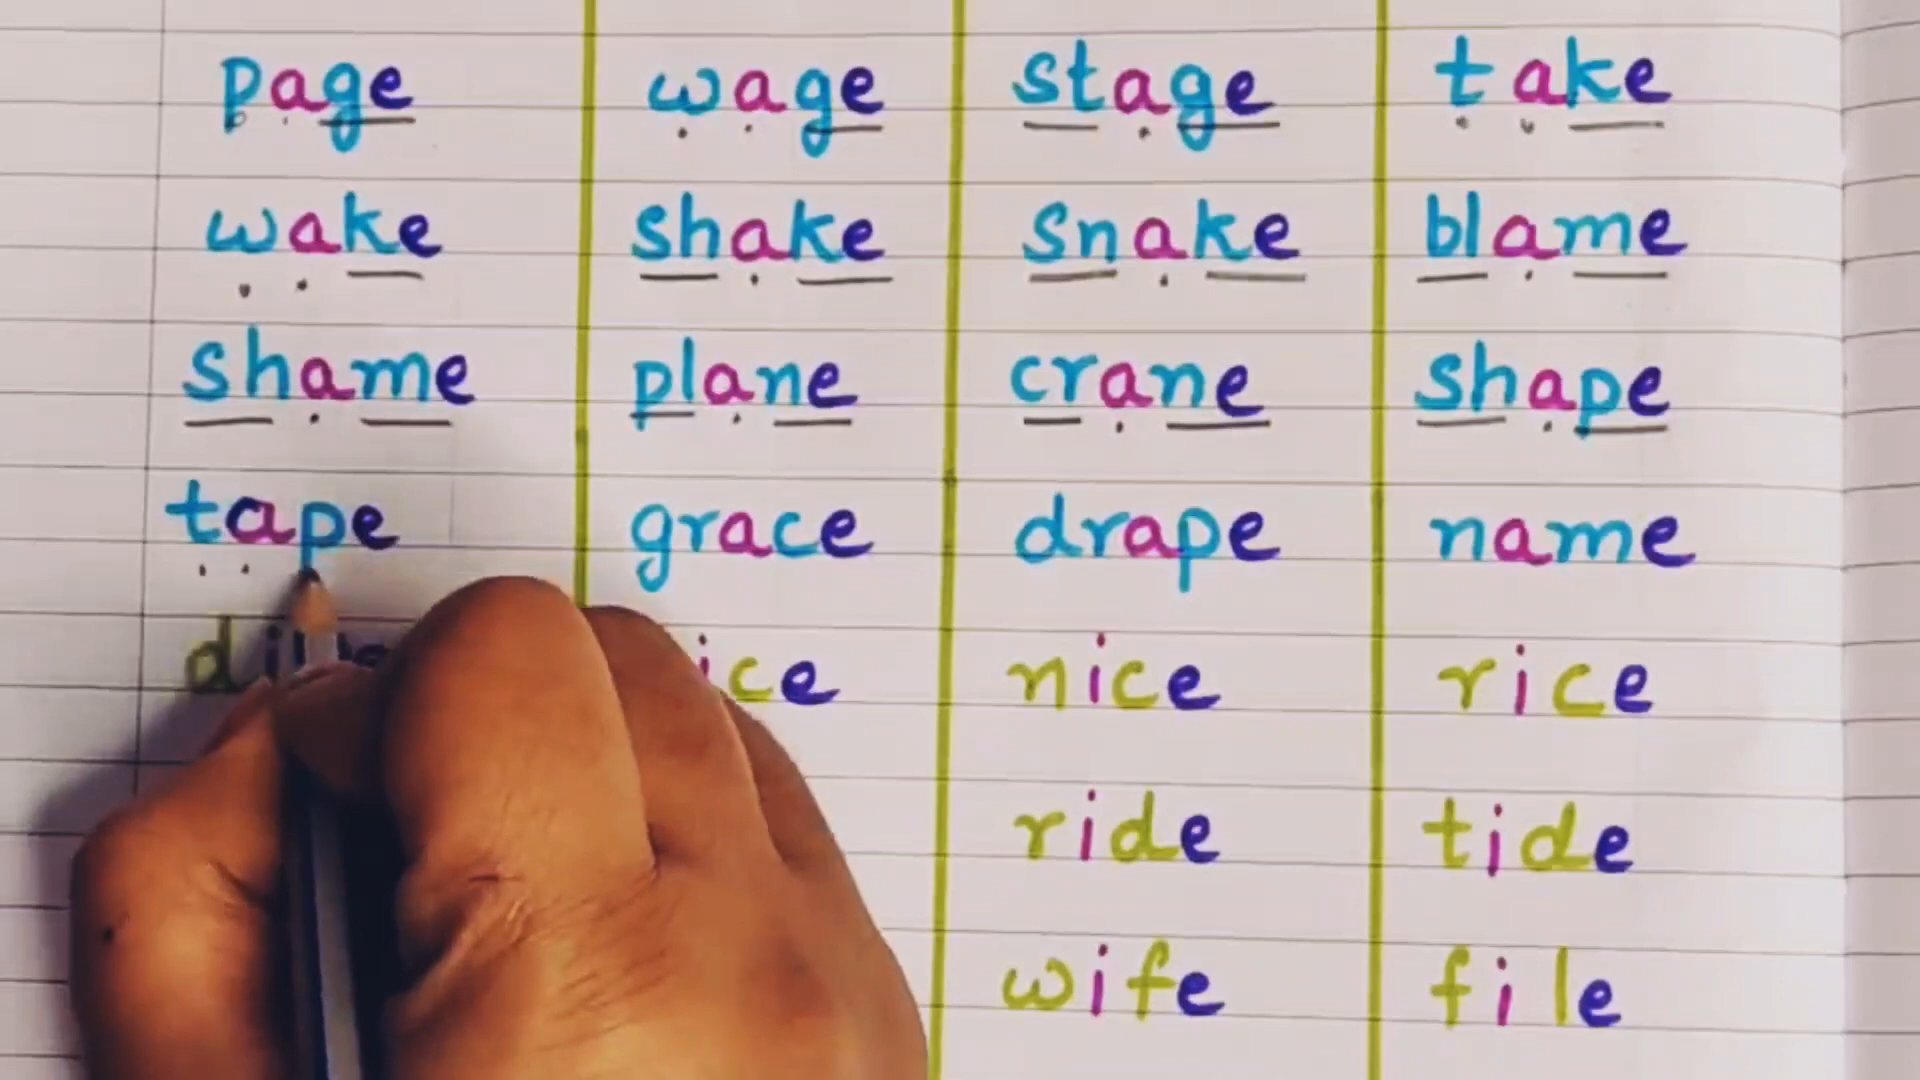 page wage stage take
wake shake snake blame
shame plane crane shape
tape grace drape name
nice rice
ride tide
wife file